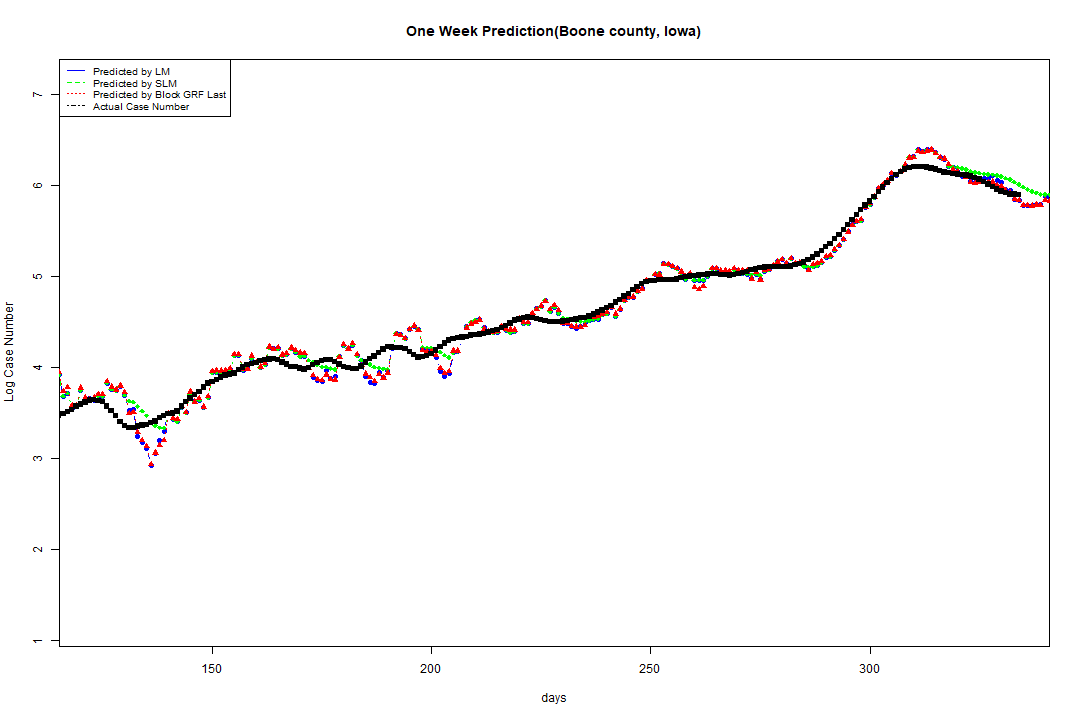 One Week Prediction(Boone county, Iowa)
Predicted by LM
Predicted by SLM
Predicted by Block GRF Last
Actual Case Number
7
6
5
4
3
2
1
Log Case Number
150
200
250
300
days